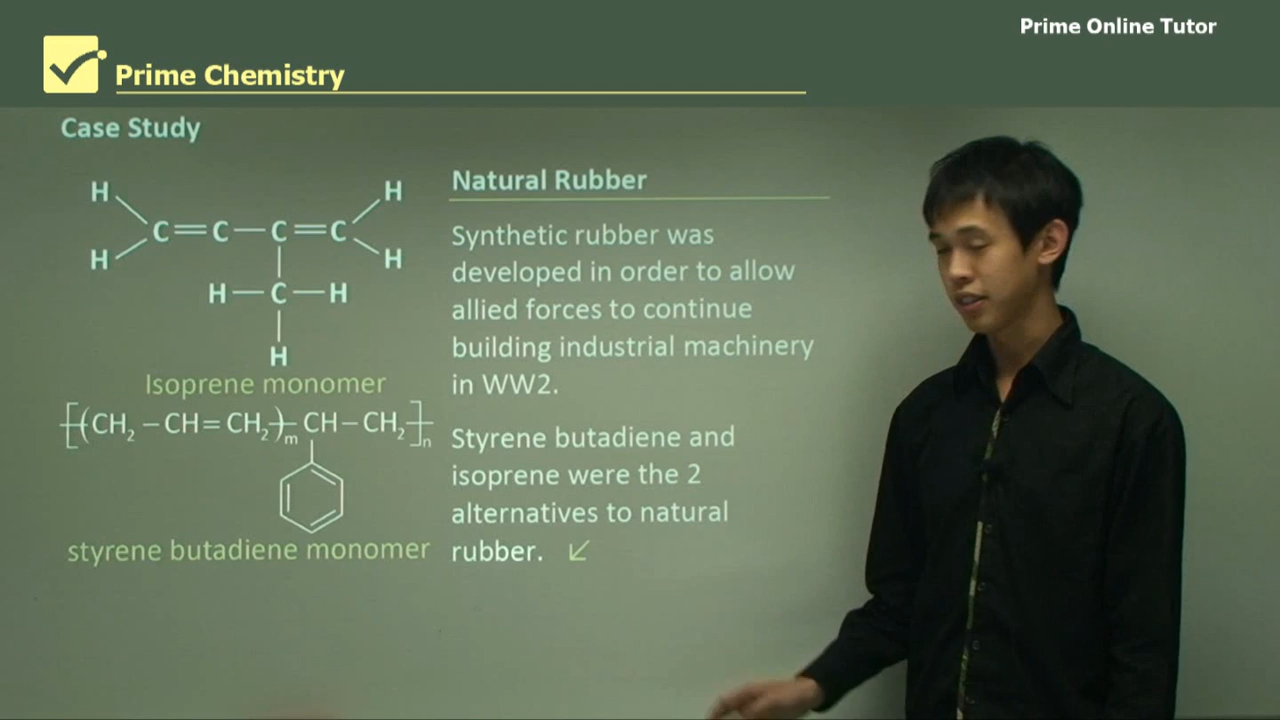 Prime Online Tutor
Prime Chemistry
Case Study
H H
C=C—C=C
H H
H—C—H
H
Isoprene monomer
[(CH₂–CH=CH₂)ₘCH–CH₂]ₙ
styrene butadiene monomer
Natural Rubber
Synthetic rubber was
developed in order to allow
allied forces to continue
building industrial machinery
in WW2.
Styrene butadiene and
isoprene were the 2
alternatives to natural
rubber.